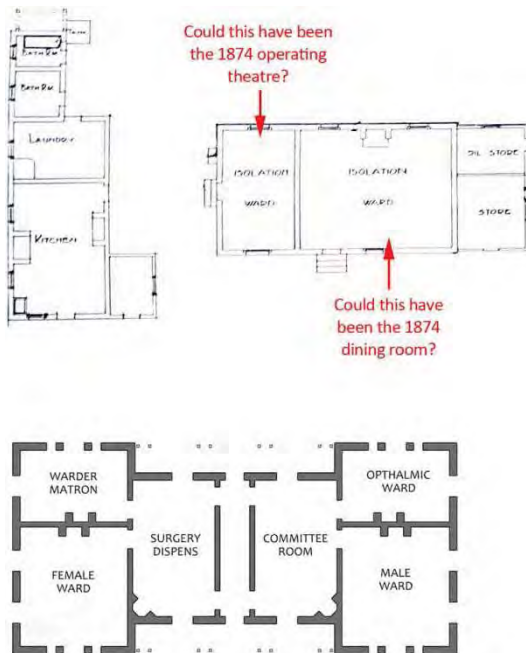 Could this have been
the 1874 operating
theatre?
BATH RM.
BATH RM.
LAUNDRY
KITCHEN
ISOLATION
WARD
ISOLATION
WARD
OIL STORE
STORE
Could this have
been the 1874
dining room?
WARDER
MATRON
SURGERY
DISPENS
COMMITTEE
ROOM
OPTHALMIC
WARD
FEMALE
WARD
MALE
WARD